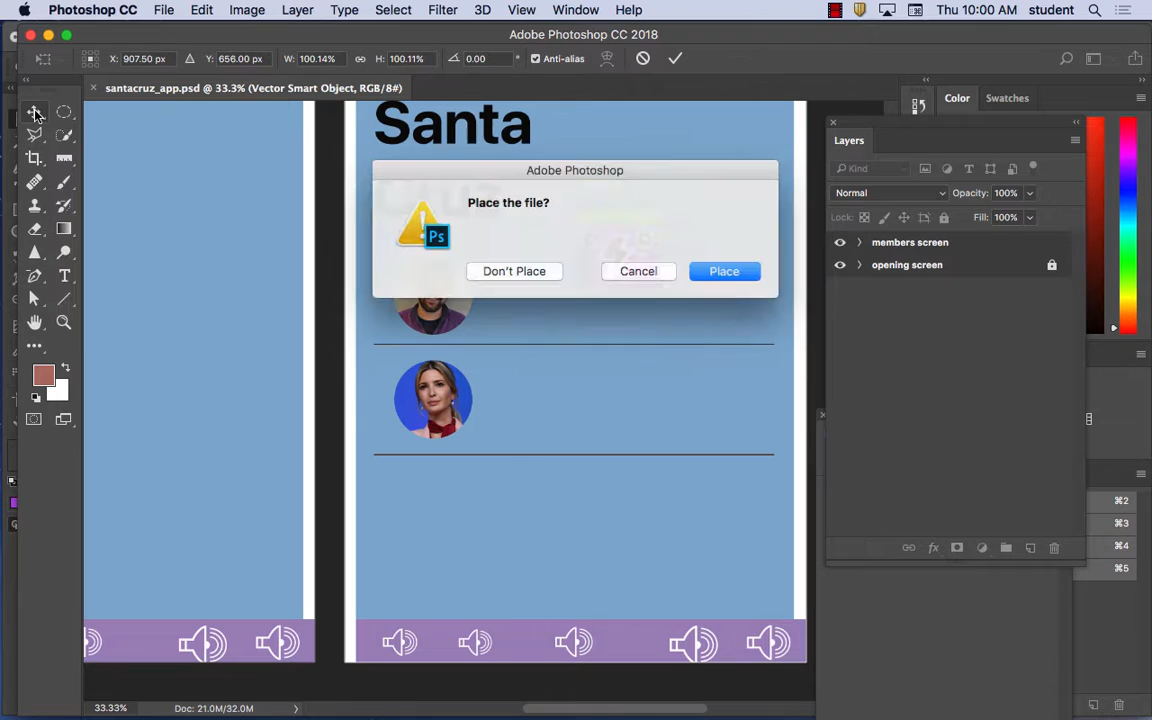 Photoshop CC File Edit Image Layer Type Select Filter 3D View Window Help Thu 10:00 AM student
Adobe Photoshop CC 2018
X: 907.50 px Y: 656.00 px W: 100.14% H: 100.11% 0.00 ° Anti-alias
santacruz_app.psd @ 33.3% (Vector Smart Object, RGB/8#)
Color Swatches
Santa
Layers
Adobe Photoshop
Kind
Place the file?
Normal Opacity: 100%
Lock: Fill: 100%
Ps
members screen
Don't Place Cancel Place
opening screen
⌘2
⌘3
⌘4
⌘5
33.33% Doc: 21.0M/32.0M